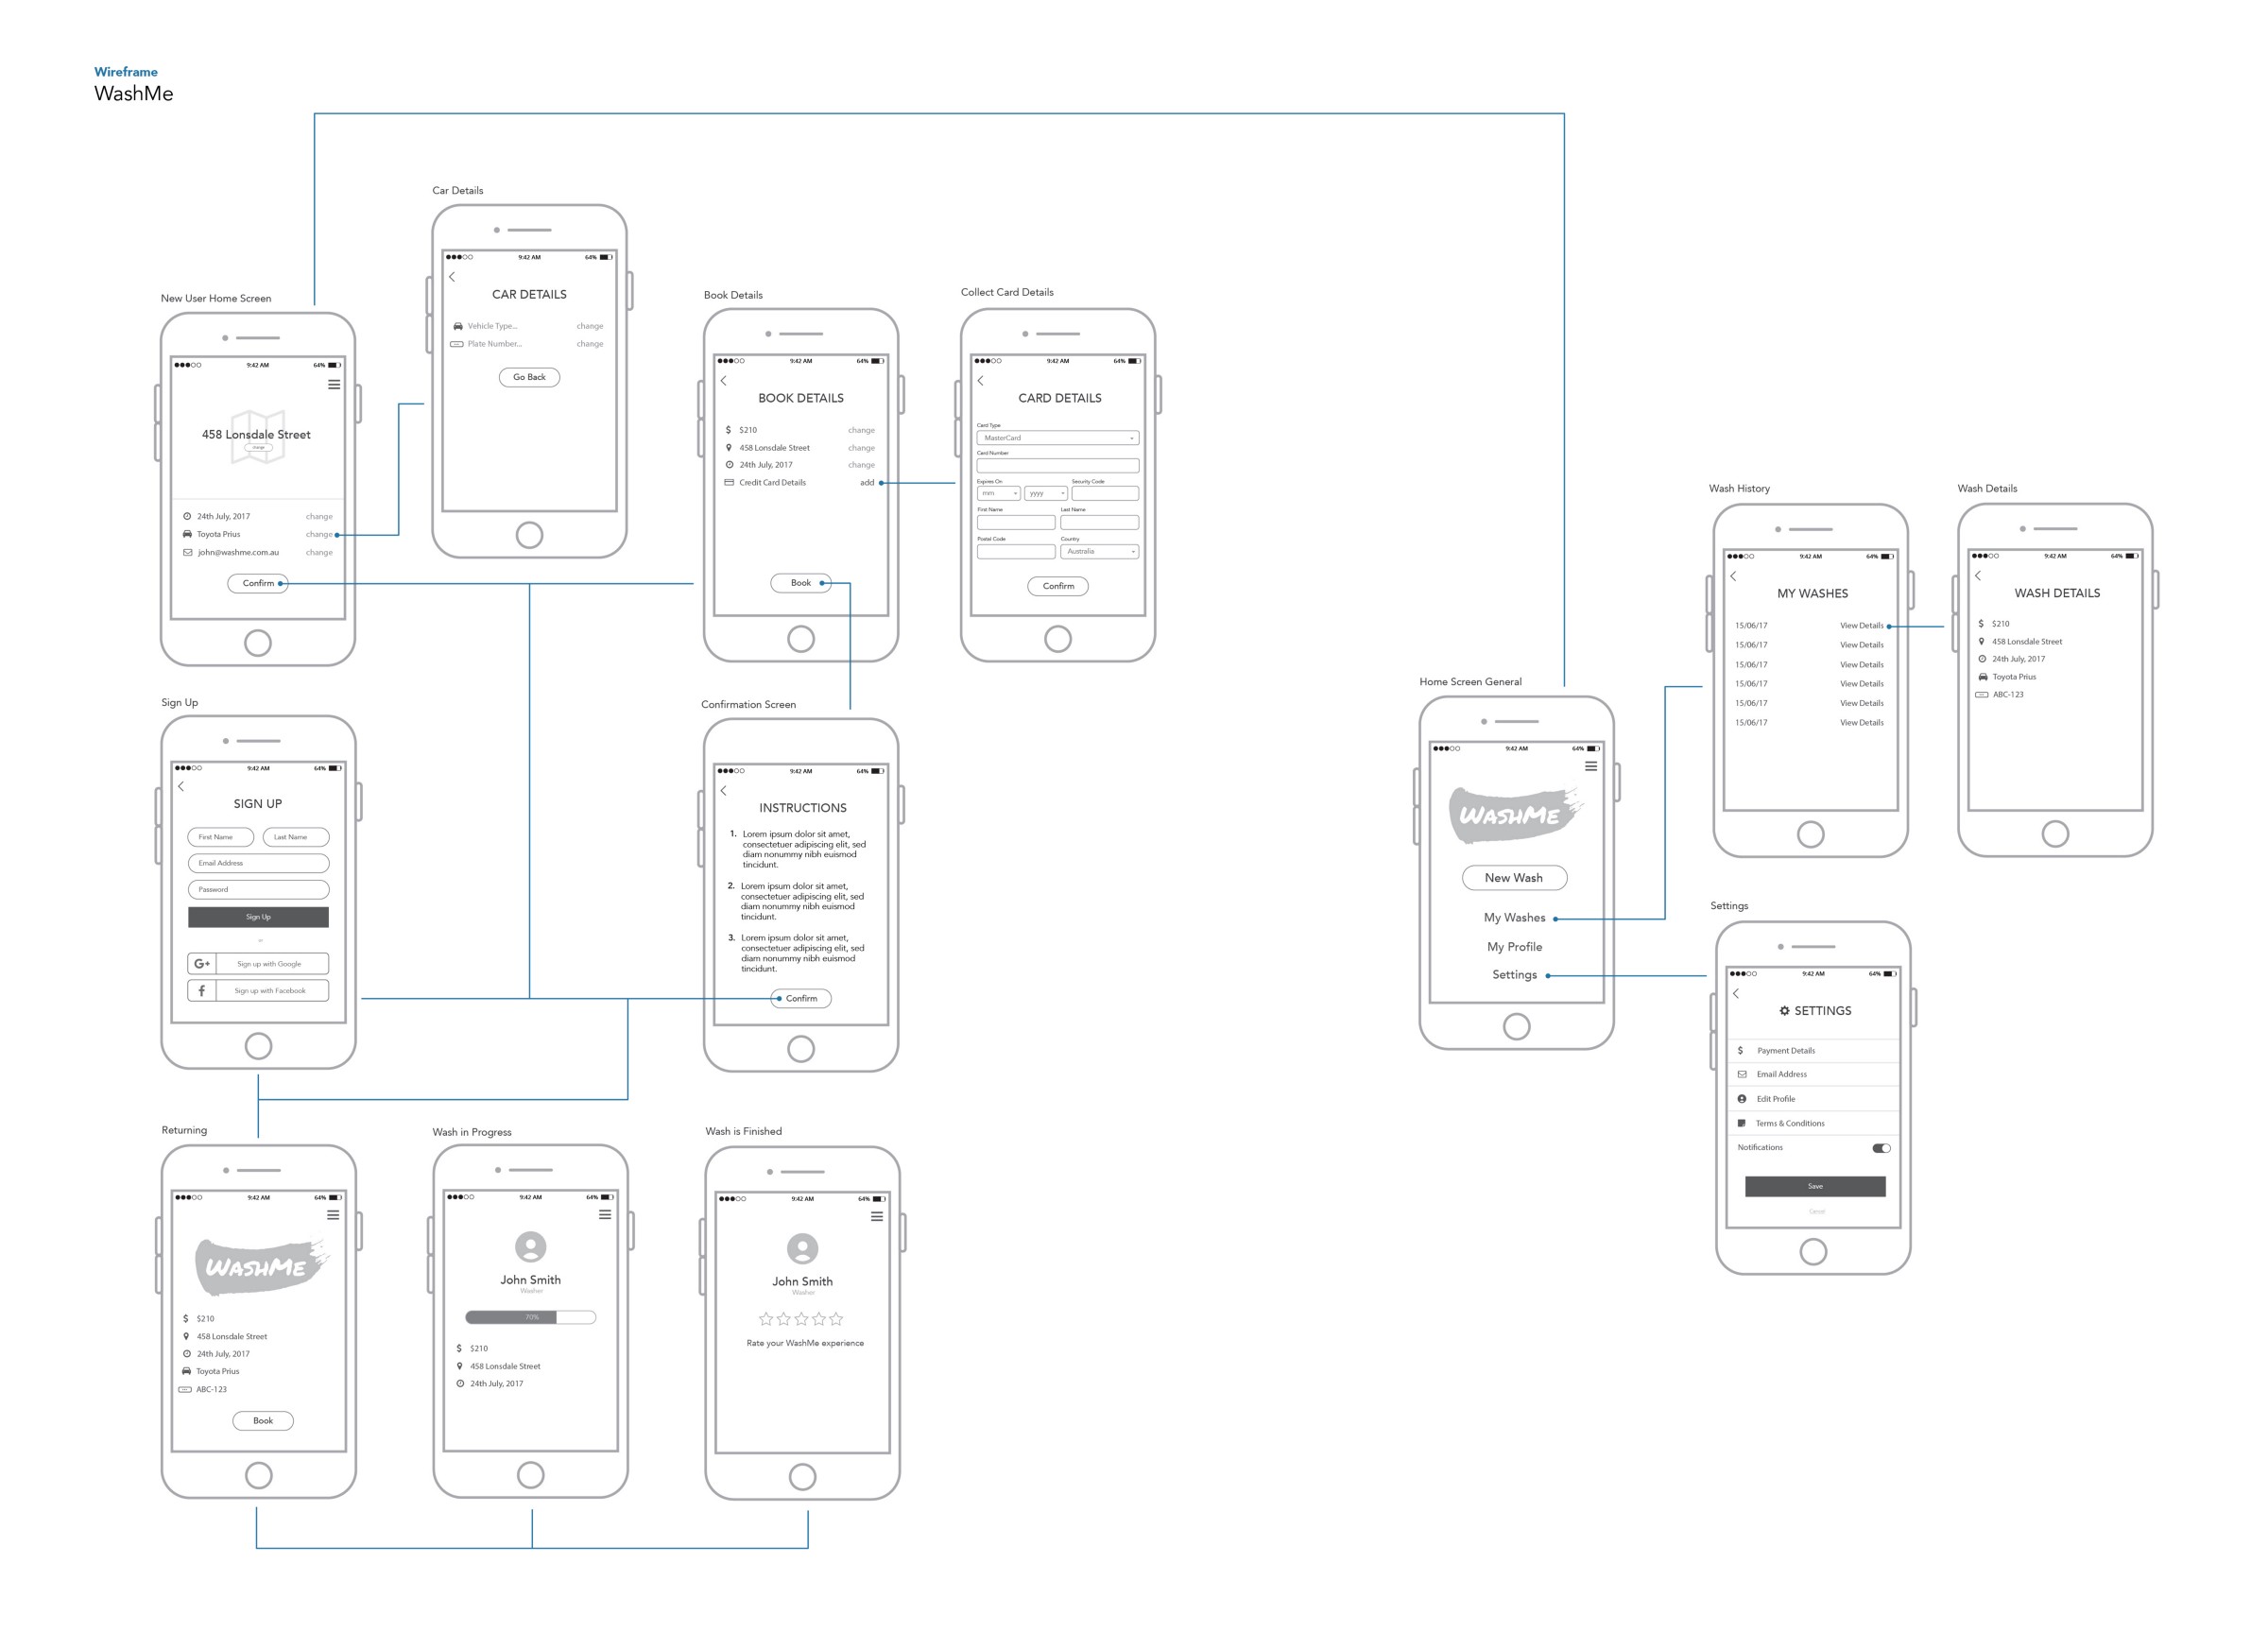 Wireframe
WashMe
New User Home Screen
9:42 AM 64%
458 Lonsdale Street
change
24th July, 2017 change
Toyota Prius change
john@washme.com.au change
Confirm
Car Details
9:42 AM 64%
CAR DETAILS
Vehicle Type... change
Plate Number... change
Go Back
Book Details
9:42 AM 64%
BOOK DETAILS
$ $210 change
458 Lonsdale Street change
24th July, 2017 change
Credit Card Details add
Book
Collect Card Details
9:42 AM 64%
CARD DETAILS
Card Type
MasterCard
Card Number
Expires On Security Code
mm yyyy
First Name Last Name
Postal Code Country
Australia
Confirm
Sign Up
9:42 AM 64%
SIGN UP
First Name Last Name
Email Address
Password
Sign Up
or
G+ Sign up with Google
f Sign up with Facebook
Confirmation Screen
9:42 AM 64%
INSTRUCTIONS
1. Lorem ipsum dolor sit amet,
consectetuer adipiscing elit, sed
diam nonummy nibh euismod
tincidunt.
2. Lorem ipsum dolor sit amet,
consectetuer adipiscing elit, sed
diam nonummy nibh euismod
tincidunt.
3. Lorem ipsum dolor sit amet,
consectetuer adipiscing elit, sed
diam nonummy nibh euismod
tincidunt.
Confirm
Returning
9:42 AM 64%
WASHME
$ $210
458 Lonsdale Street
24th July, 2017
Toyota Prius
ABC-123
Book
Wash in Progress
9:42 AM 64%
John Smith
Washer
70%
$ $210
458 Lonsdale Street
24th July, 2017
Wash is Finished
9:42 AM 64%
John Smith
Washer
Rate your WashMe experience
Home Screen General
9:42 AM 64%
WASHME
New Wash
My Washes
My Profile
Settings
Wash History
9:42 AM 64%
MY WASHES
15/06/17 View Details
15/06/17 View Details
15/06/17 View Details
15/06/17 View Details
15/06/17 View Details
15/06/17 View Details
Wash Details
9:42 AM 64%
WASH DETAILS
$ $210
458 Lonsdale Street
24th July, 2017
Toyota Prius
ABC-123
Settings
9:42 AM 64%
SETTINGS
$ Payment Details
Email Address
Edit Profile
Terms & Conditions
Notifications
Save
Cancel